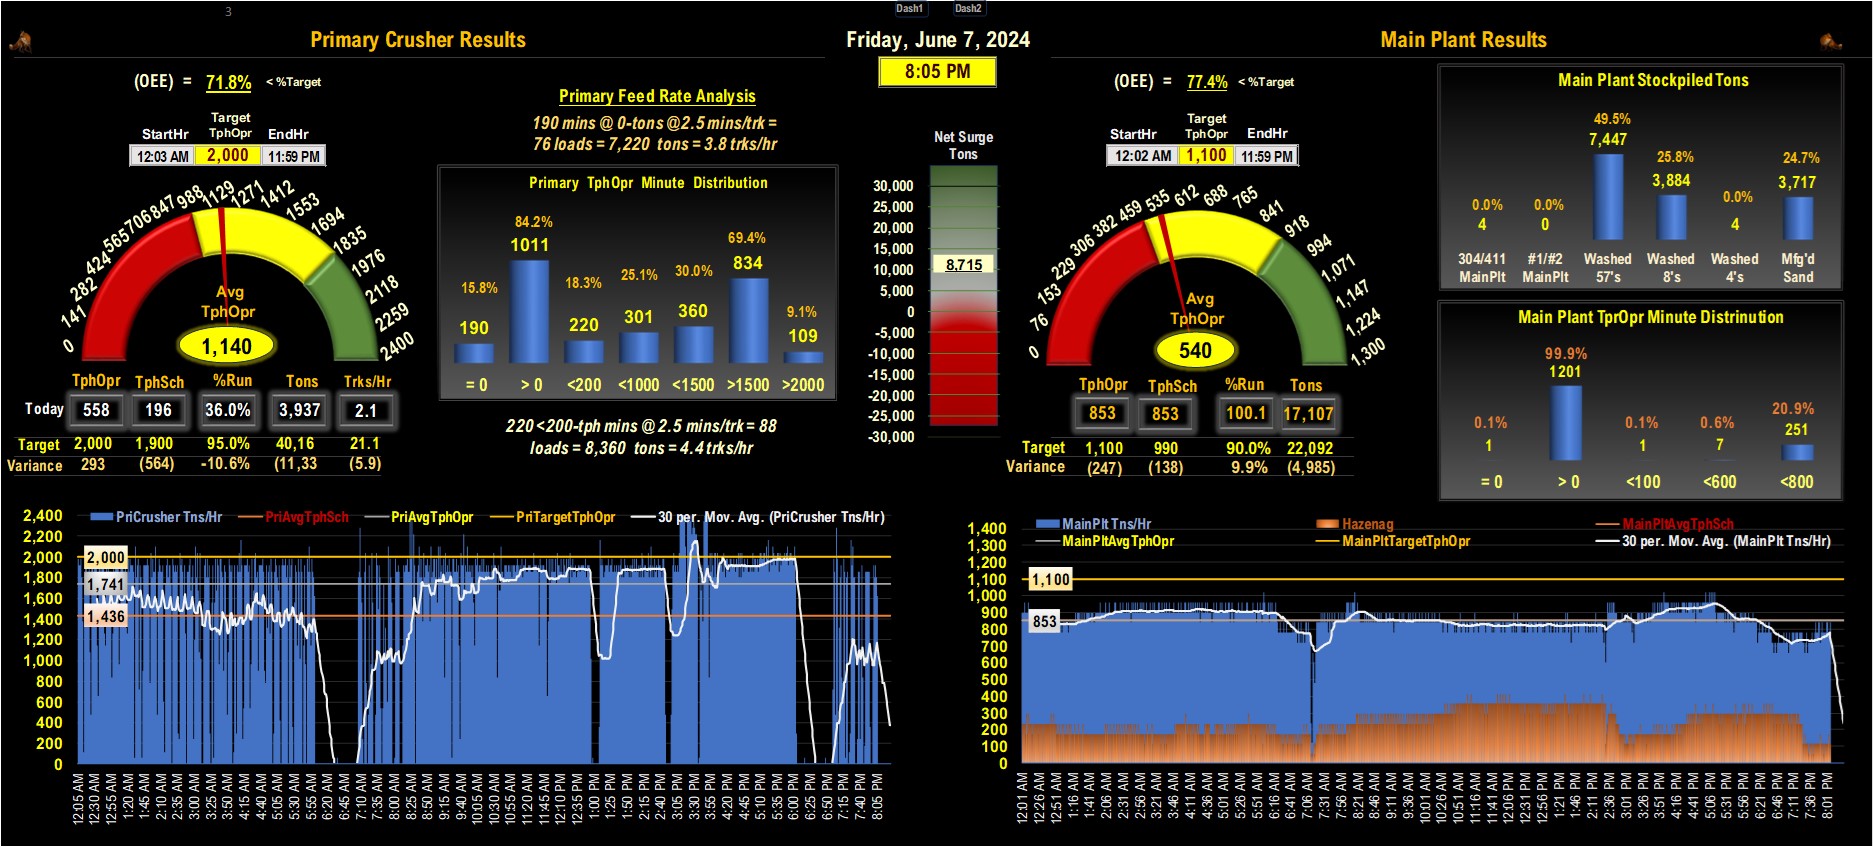 3
Dash1 Dash2
Primary Crusher Results
Friday, June 7, 2024
Main Plant Results
8:05 PM
(OEE) = 71.8% < %Target
Target
StartHr TphOpr EndHr
12:03 AM 2,000 11:59 PM
0 141 282 424 565 706 847 988 1129 1271 1412 1553 1694 1835 1976 2118 2259 2400
Avg
TphOpr
1,140
TphOpr TphSch %Run Tons Trks/Hr
Today 558 196 36.0% 3,937 2.1
Target 2,000 1,900 95.0% 40,16 21.1
Variance 293 (564) -10.6% (11,33 (5.9)
Primary Feed Rate Analysis
190 mins @ 0-tons @2.5 mins/trk =
76 loads = 7,220 tons = 3.8 trks/hr
Primary TphOpr Minute Distribution
15.8% 84.2% 18.3% 25.1% 30.0% 69.4% 9.1%
190 1011 220 301 360 834 109
= 0 > 0 <200 <1000 <1500 >1500 >2000
220 <200-tph mins @ 2.5 mins/trk = 88
loads = 8,360 tons = 4.4 trks/hr
Net Surge
Tons
30,000
25,000
20,000
15,000
10,000
8,715
5,000
0
-5,000
-10,000
-15,000
-20,000
-25,000
-30,000
(OEE) = 77.4% < %Target
Target
StartHr TphOpr EndHr
12:02 AM 1,100 11:59 PM
0 76 153 229 306 382 459 535 612 688 765 841 918 994 1,071 1,147 1,224 1,300
Avg
TphOpr
540
TphOpr TphSch %Run Tons
853 853 100.1 17,107
Target 1,100 990 90.0% 22,092
Variance (247) (138) 9.9% (4,985)
Main Plant Stockpiled Tons
0.0% 0.0% 49.5% 25.8% 0.0% 24.7%
4 0 7,447 3,884 4 3,717
304/411 #1/#2 Washed Washed Washed Mfg'd
MainPlt MainPlt 57's 8's 4's Sand
Main Plant TprOpr Minute Distrinution
0.1% 99.9% 0.1% 0.6% 20.9%
1 1201 1 7 251
= 0 > 0 <100 <600 <800
PriCrusher Tns/Hr PriAvgTphSch PriAvgTphOpr PriTargetTphOpr 30 per. Mov. Avg. (PriCrusher Tns/Hr)
2,400
2,200
2,000
1,800
1,600
1,400
1,200
1,000
800
600
400
200
0
2,000
1,741
1,436
12:05 AM 12:30 AM 12:55 AM 1:20 AM 1:45 AM 2:10 AM 2:35 AM 3:00 AM 3:25 AM 3:50 AM 4:15 AM 4:40 AM 5:05 AM 5:30 AM 5:55 AM 6:20 AM 6:45 AM 7:10 AM 7:35 AM 8:00 AM 8:25 AM 8:50 AM 9:15 AM 9:40 AM 10:05 AM 10:30 AM 10:55 AM 11:20 AM 11:45 AM 12:10 PM 12:35 PM 1:00 PM 1:25 PM 1:50 PM 2:15 PM 2:40 PM 3:05 PM 3:30 PM 3:55 PM 4:20 PM 4:45 PM 5:10 PM 5:35 PM 6:00 PM 6:25 PM 6:50 PM 7:15 PM 7:40 PM 8:05 PM
MainPlt Tns/Hr Hazenag MainPltAvgTphSch
MainPltAvgTphOpr MainPltTargetTphOpr 30 per. Mov. Avg. (MainPlt Tns/Hr)
1,400
1,300
1,200
1,100
1,000
900
800
700
600
500
400
300
200
100
0
1,100
853
12:01 AM 12:26 AM 12:51 AM 1:16 AM 1:41 AM 2:06 AM 2:31 AM 2:56 AM 3:21 AM 3:46 AM 4:11 AM 4:36 AM 5:01 AM 5:26 AM 5:51 AM 6:16 AM 6:41 AM 7:06 AM 7:31 AM 7:56 AM 8:21 AM 8:46 AM 9:11 AM 9:36 AM 10:01 AM 10:26 AM 10:51 AM 11:16 AM 11:41 AM 12:06 PM 12:31 PM 12:56 PM 1:21 PM 1:46 PM 2:11 PM 2:36 PM 3:01 PM 3:26 PM 3:51 PM 4:16 PM 4:41 PM 5:06 PM 5:31 PM 5:56 PM 6:21 PM 6:46 PM 7:11 PM 7:36 PM 8:01 PM